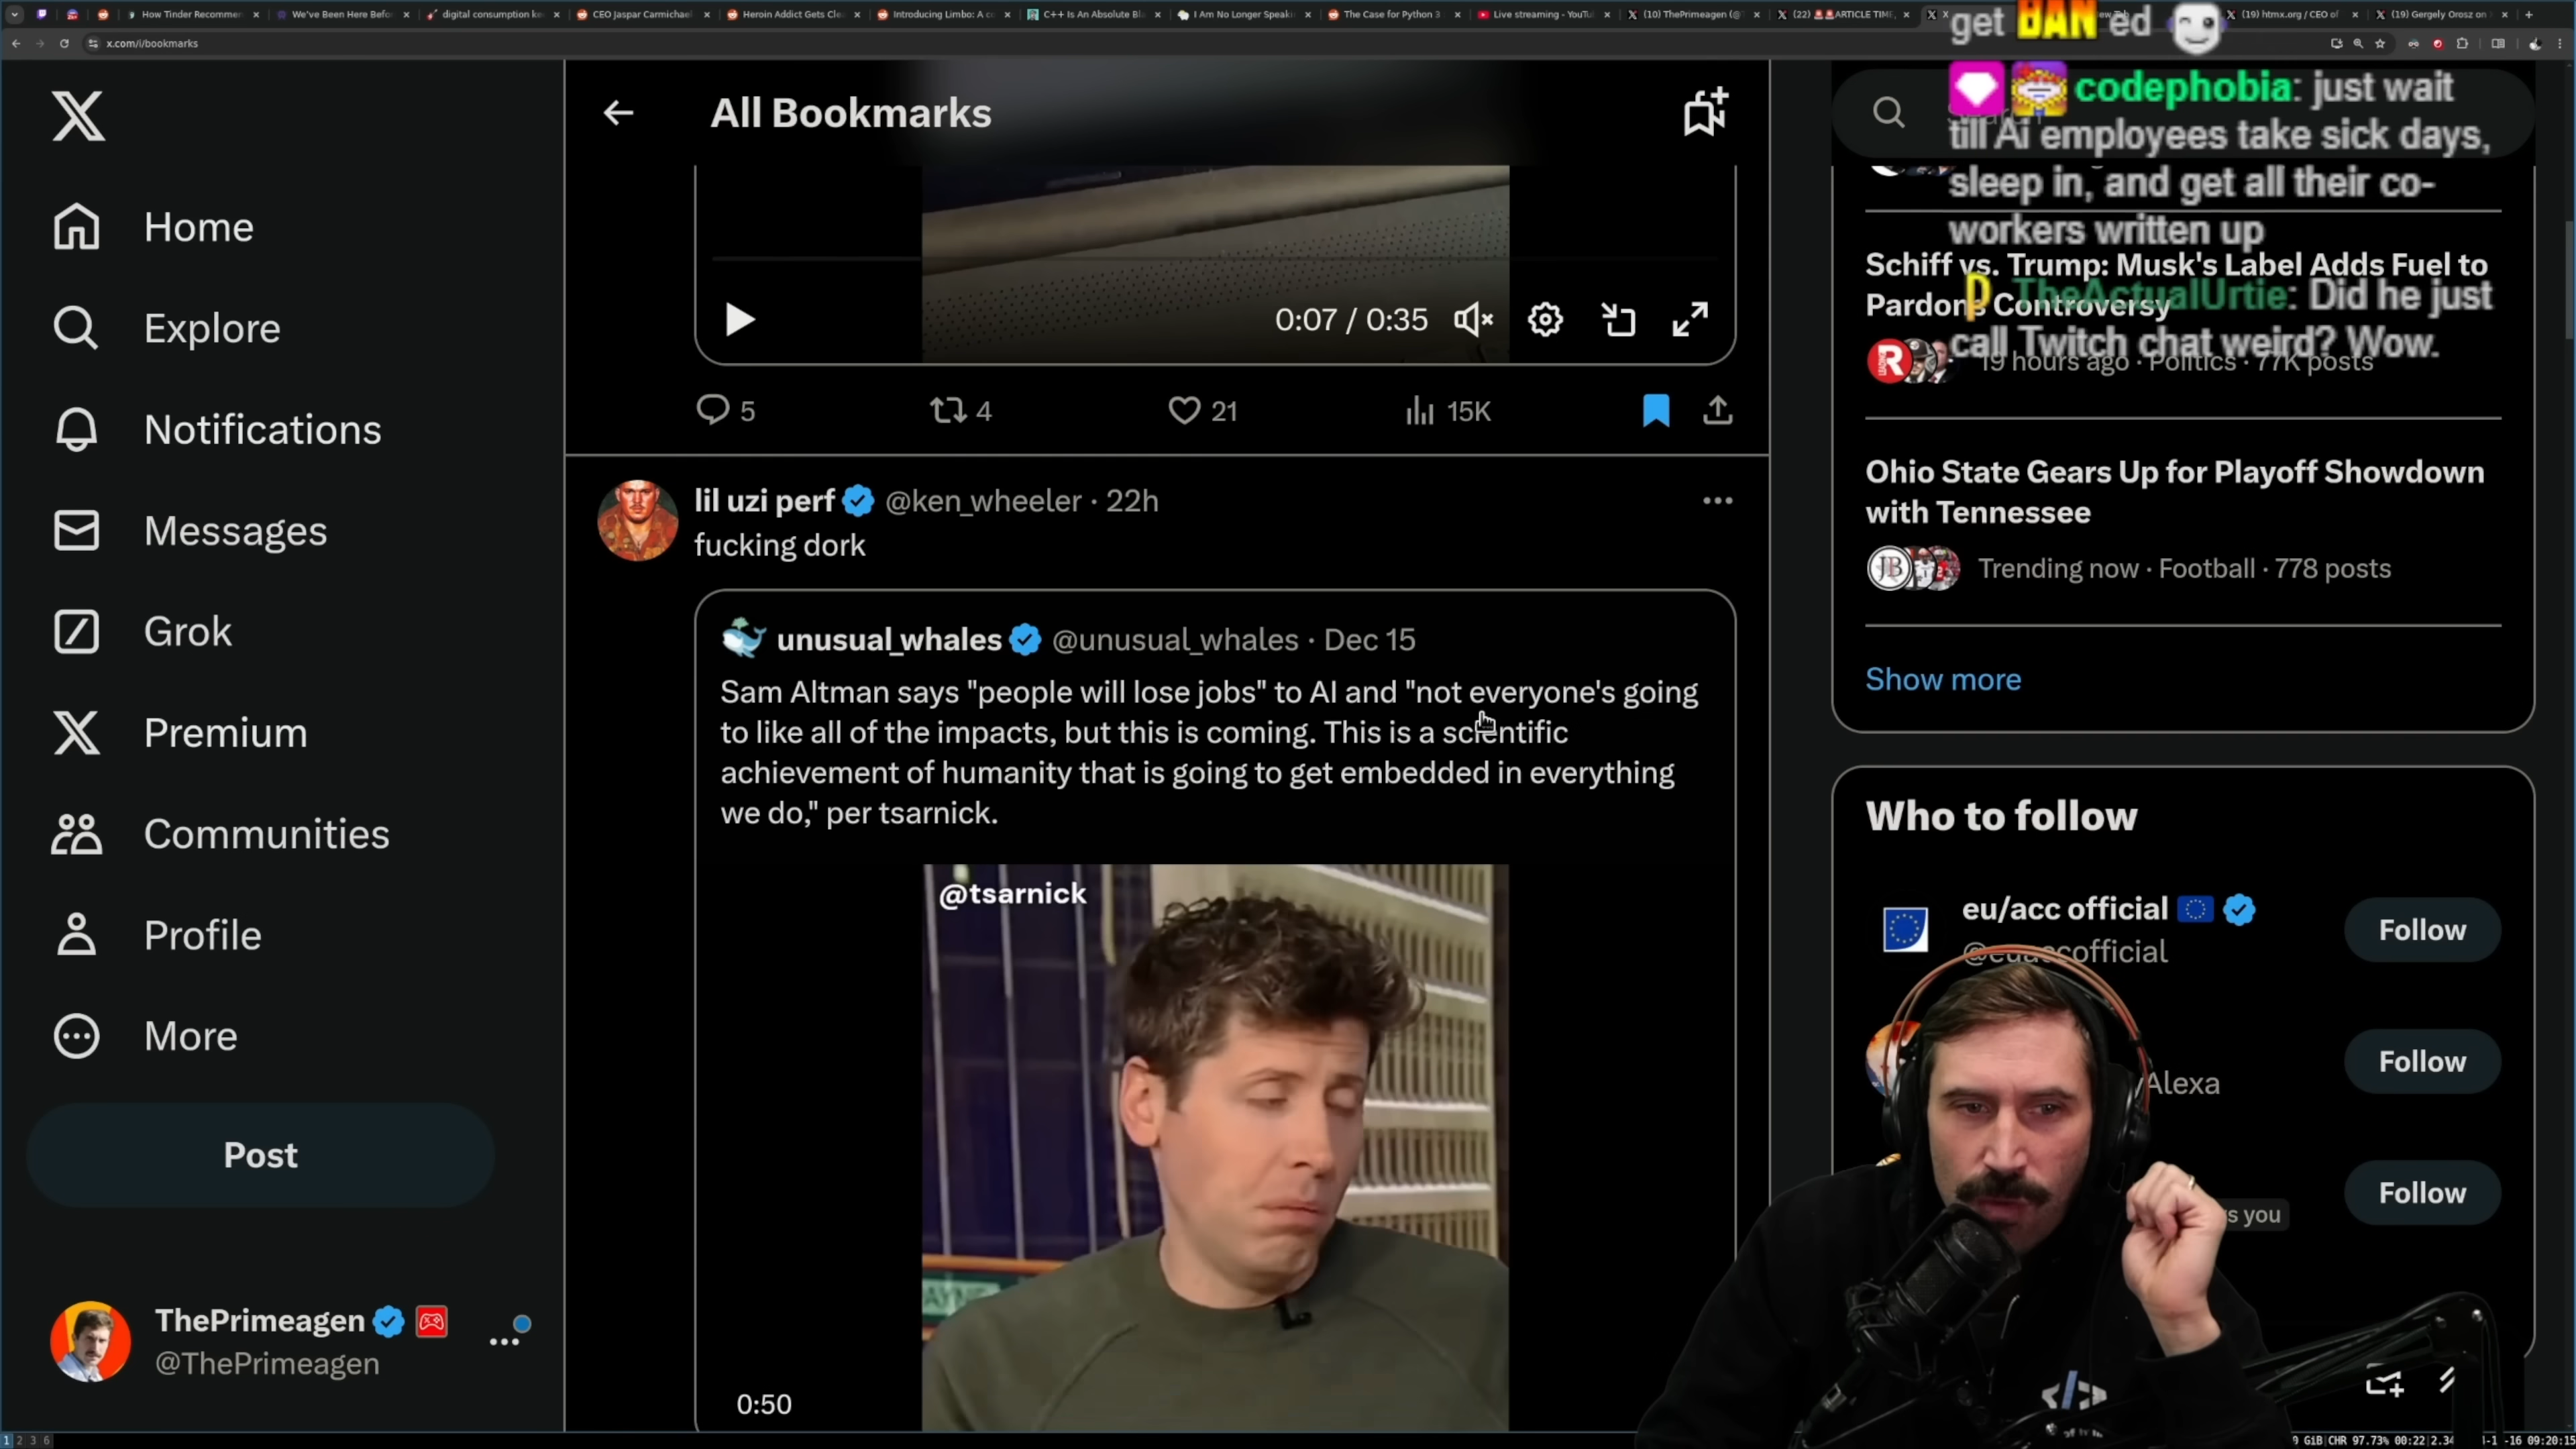 How Tinder Recommen
We've Been Here Befo
digital consumption ke
CEO Jaspar Carmichael
Heroin Addict Gets Cle
Introducing Limbo: A c
C++ Is An Absolute Bl
I Am No Longer Speaki
The Case for Python 3
Live streaming - YouTu
(10) ThePrimeagen (@
(22) 🚨🚨ARTICLE TIME
(19) htmx.org / CEO of
(19) Gergely Orosz on
x.com/i/bookmarks
get BAN ed
codephobia: just wait
till Ai employees take sick days,
sleep in, and get all their co-
workers written up
TheActualUrtie: Did he just
call Twitch chat weird? Wow.
Home
Explore
Notifications
Messages
Grok
Premium
Communities
Profile
More
Post
ThePrimeagen
@ThePrimeagen
All Bookmarks
0:07 / 0:35
5 4 21 15K
lil uzi perf @ken_wheeler · 22h
fucking dork
unusual_whales @unusual_whales · Dec 15
Sam Altman says "people will lose jobs" to AI and "not everyone's going
to like all of the impacts, but this is coming. This is a scientific
achievement of humanity that is going to get embedded in everything
we do," per tsarnick.
@tsarnick
0:50
Schiff vs. Trump: Musk's Label Adds Fuel to
Pardons Controversy
19 hours ago · Politics · 77K posts
Ohio State Gears Up for Playoff Showdown
with Tennessee
Trending now · Football · 778 posts
Show more
Who to follow
eu/acc official
@euaccofficial
Follow
Alexa
Follow
s you
Follow
1 2 3 6
GiB|CHR 97.73% 00:22 2.34
-16 09:20:15